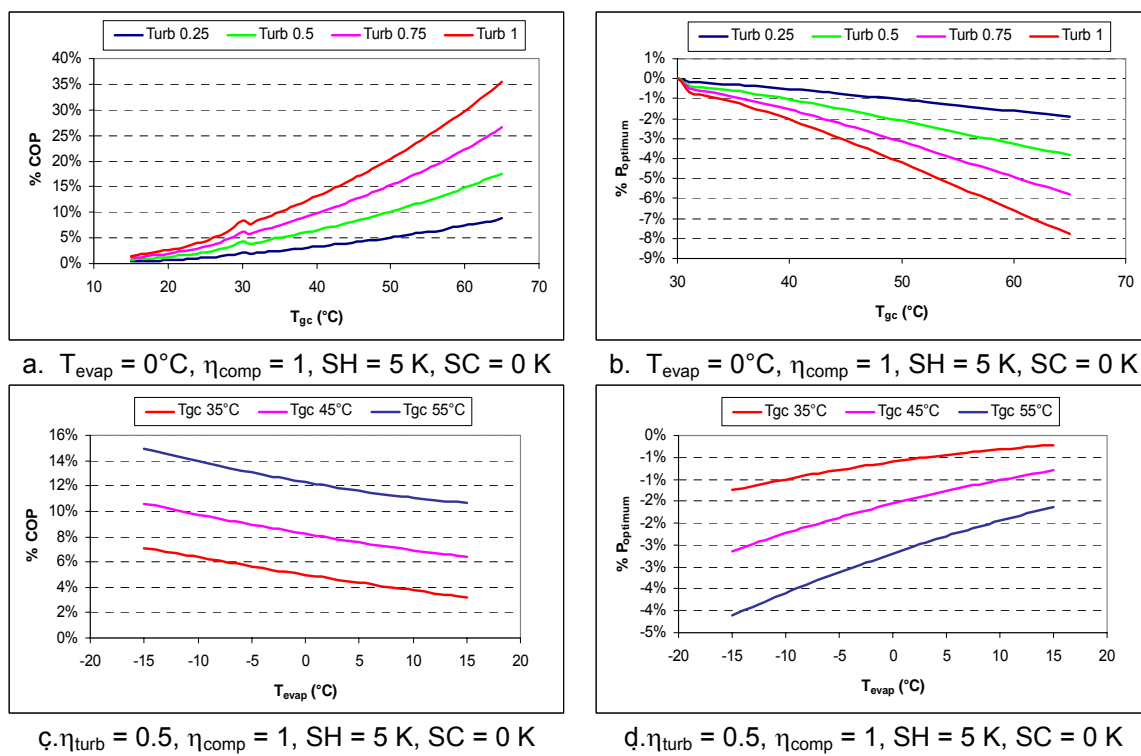 Turb 0.25 Turb 0.5 Turb 0.75 Turb 1
40%
35%
30%
25%
20%
15%
10%
5%
0%
% COP
10 20 30 40 50 60 70
Tgc (°C)
a. Tevap = 0°C, ηcomp = 1, SH = 5 K, SC = 0 K
Turb 0.25 Turb 0.5 Turb 0.75 Turb 1
1%
0%
-1%
-2%
-3%
-4%
-5%
-6%
-7%
-8%
-9%
% Poptimum
30 40 50 60 70
Tgc (°C)
b. Tevap = 0°C, ηcomp = 1, SH = 5 K, SC = 0 K
Tgc 35°C Tgc 45°C Tgc 55°C
16%
14%
12%
10%
8%
6%
4%
2%
0%
% COP
-20 -15 -10 -5 0 5 10 15 20
Tevap (°C)
c.ηturb = 0.5, ηcomp = 1, SH = 5 K, SC = 0 K
Tgc 35°C Tgc 45°C Tgc 55°C
0%
-1%
-1%
-2%
-2%
-3%
-3%
-4%
-4%
-5%
% Poptimum
-20 -15 -10 -5 0 5 10 15 20
Tevap (°C)
d.ηturb = 0.5, ηcomp = 1, SH = 5 K, SC = 0 K